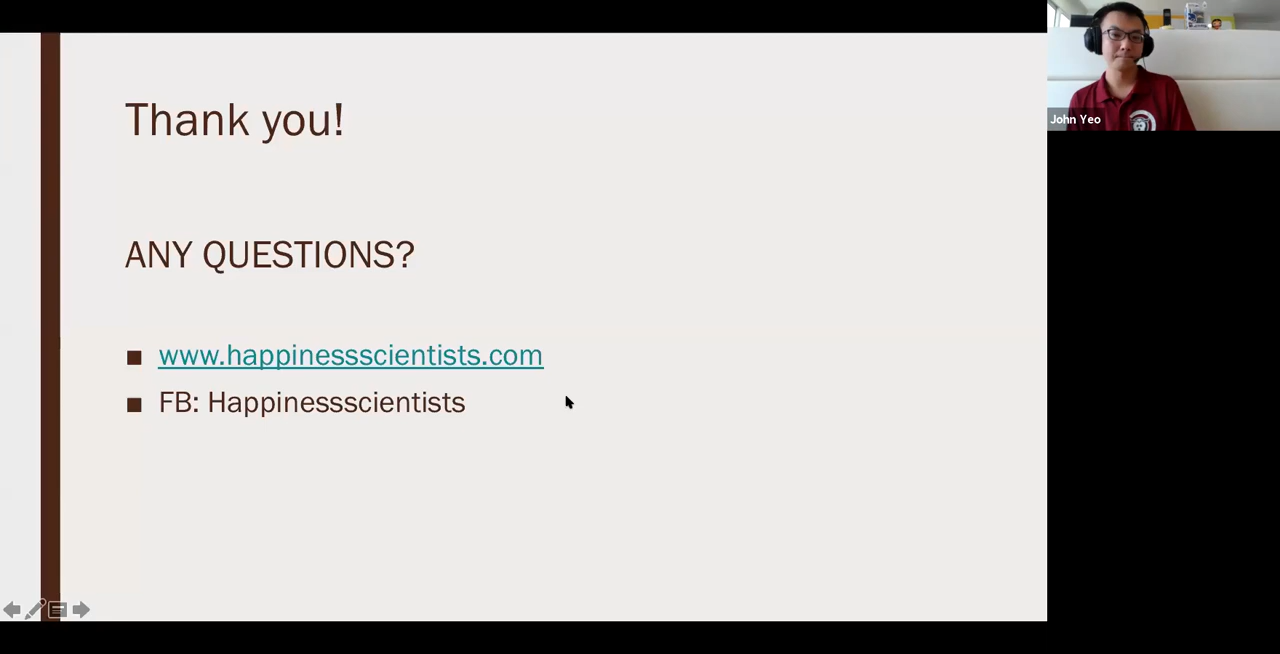 Thank you!
ANY QUESTIONS?
www.happinessscientists.com
FB: Happinessscientists
John Yeo